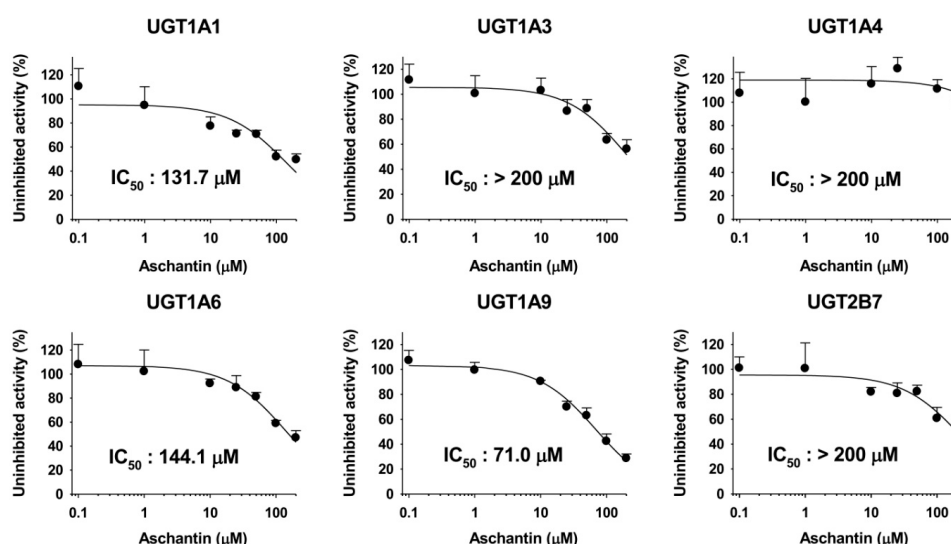 UGT1A1
UGT1A3
UGT1A4
Uninhibited activity (%)
120
100
80
60
40
20
0
IC50 : 131.7 μM
0.1 1 10 100
Aschantin (μM)
Uninhibited activity (%)
120
100
80
60
40
20
0
IC50 : > 200 μM
0.1 1 10 100
Aschantin (μM)
Uninhibited activity (%)
120
100
80
60
40
20
0
IC50 : > 200 μM
0.1 1 10 100
Aschantin (μM)
UGT1A6
UGT1A9
UGT2B7
Uninhibited activity (%)
120
100
80
60
40
20
0
IC50 : 144.1 μM
0.1 1 10 100
Aschantin (μM)
Uninhibited activity (%)
120
100
80
60
40
20
0
IC50 : 71.0 μM
0.1 1 10 100
Aschantin (μM)
Uninhibited activity (%)
120
100
80
60
40
20
0
IC50 : > 200 μM
0.1 1 10 100
Aschantin (μM)